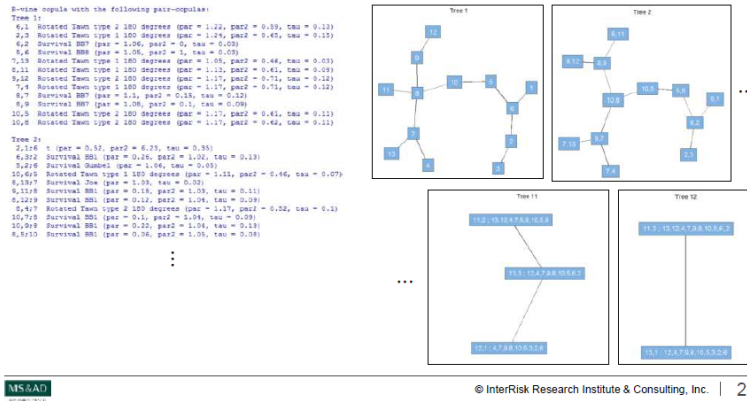 R-vine copula with the following pair-copulas:
Tree 1:
6,1 Rotated Tawn type 2 180 degrees (par = 1.22, par2 = 0.59, tau = 0.13)
2,3 Rotated Tawn type 2 180 degrees (par = 1.24, par2 = 0.65, tau = 0.15)
6,2 Survival BB7 (par = 1.06, par2 = 0, tau = 0.03)
5,6 Survival BB8 (par = 1.05, par2 = 1, tau = 0.03)
7,13 Rotated Tawn type 1 180 degrees (par = 1.05, par2 = 0.46, tau = 0.03)
8,11 Rotated Tawn type 1 180 degrees (par = 1.13, par2 = 0.61, tau = 0.09)
9,12 Rotated Tawn type 2 180 degrees (par = 1.17, par2 = 0.71, tau = 0.12)
7,4 Rotated Tawn type 1 180 degrees (par = 1.17, par2 = 0.71, tau = 0.12)
8,7 Survival BB7 (par = 1.1, par2 = 0.15, tau = 0.12)
8,9 Survival BB7 (par = 1.08, par2 = 0.1, tau = 0.09)
10,5 Rotated Tawn type 2 180 degrees (par = 1.17, par2 = 0.61, tau = 0.11)
10,8 Rotated Tawn type 2 180 degrees (par = 1.17, par2 = 0.62, tau = 0.11)
Tree 2:
2,1;6 t (par = 0.52, par2 = 6.23, tau = 0.35)
6,3;2 Survival BB1 (par = 0.26, par2 = 1.02, tau = 0.13)
5,2;6 Survival Gumbel (par = 1.06, tau = 0.05)
10,6;5 Rotated Tawn type 1 180 degrees (par = 1.11, par2 = 0.46, tau = 0.07)
8,13;7 Survival Joe (par = 1.03, tau = 0.02)
9,11;8 Survival BB1 (par = 0.18, par2 = 1.03, tau = 0.11)
8,12;9 Survival BB1 (par = 0.12, par2 = 1.04, tau = 0.09)
8,4;7 Rotated Tawn type 2 180 degrees (par = 1.17, par2 = 0.52, tau = 0.1)
10,7;8 Survival BB1 (par = 0.1, par2 = 1.04, tau = 0.09)
10,9;8 Survival BB1 (par = 0.22, par2 = 1.04, tau = 0.13)
8,5;10 Survival BB1 (par = 0.06, par2 = 1.05, tau = 0.08)
Tree 1
12
9
11
8
10
5
1
6
7
2
13
4
3
Tree 2
8,11
9,12
8,9
10,8
10,5
5,6
6,1
6,2
2,3
8,7
7,13
7,4
Tree 11
Tree 12
MS&AD
© InterRisk Research Institute & Consulting, Inc.
2